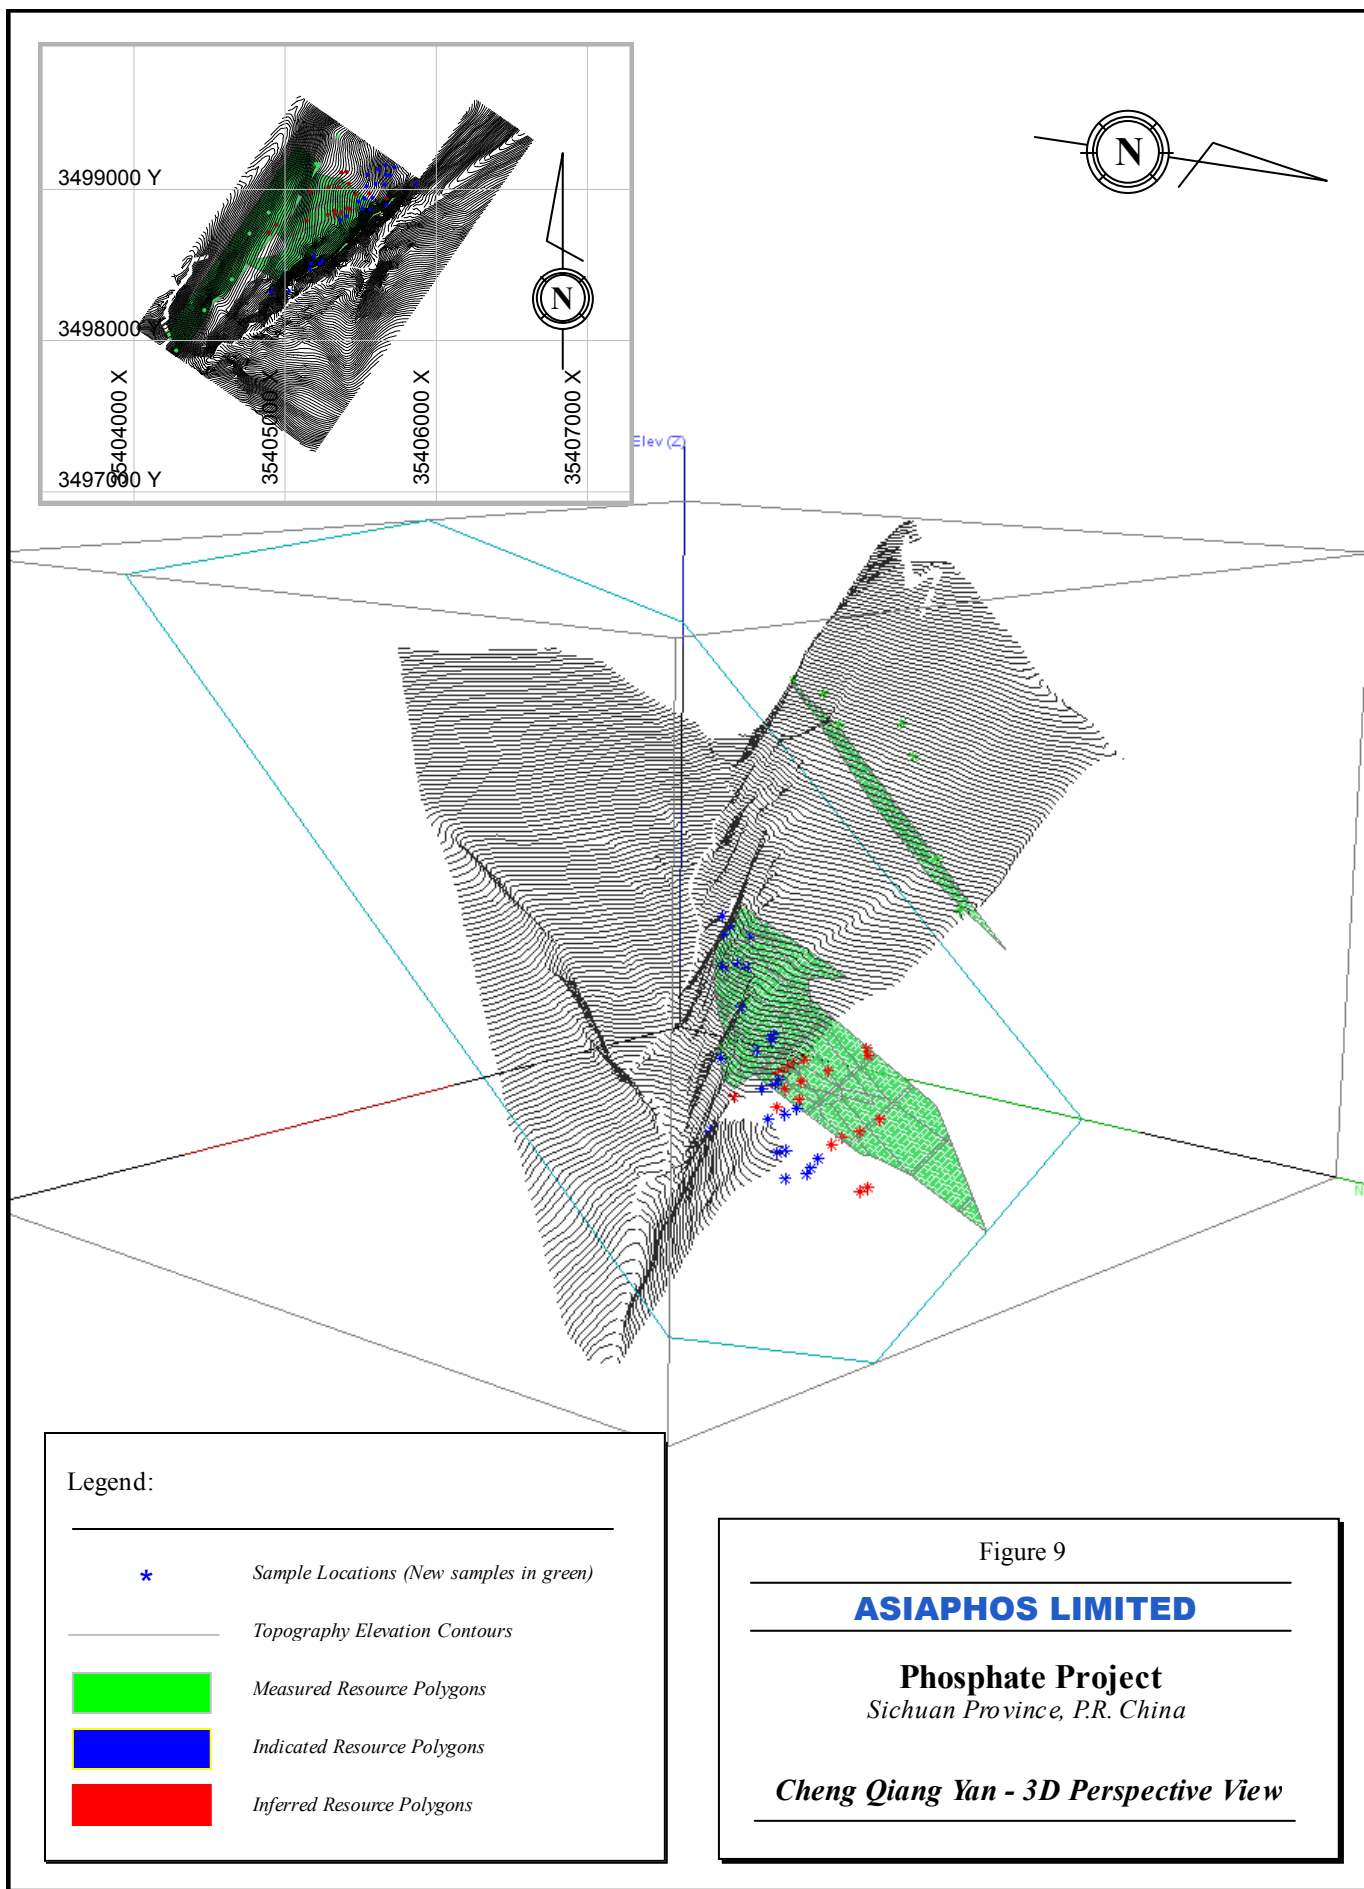 3499000 Y
3498000 Y
3497000 Y
35404000 X
35405000 X
35406000 X
35407000 X
N
N
Elev (Z)
N
Legend:
* Sample Locations (New samples in green)
Topography Elevation Contours
Measured Resource Polygons
Indicated Resource Polygons
Inferred Resource Polygons
Figure 9
ASIAPHOS LIMITED
Phosphate Project
Sichuan Province, P.R. China
Cheng Qiang Yan - 3D Perspective View